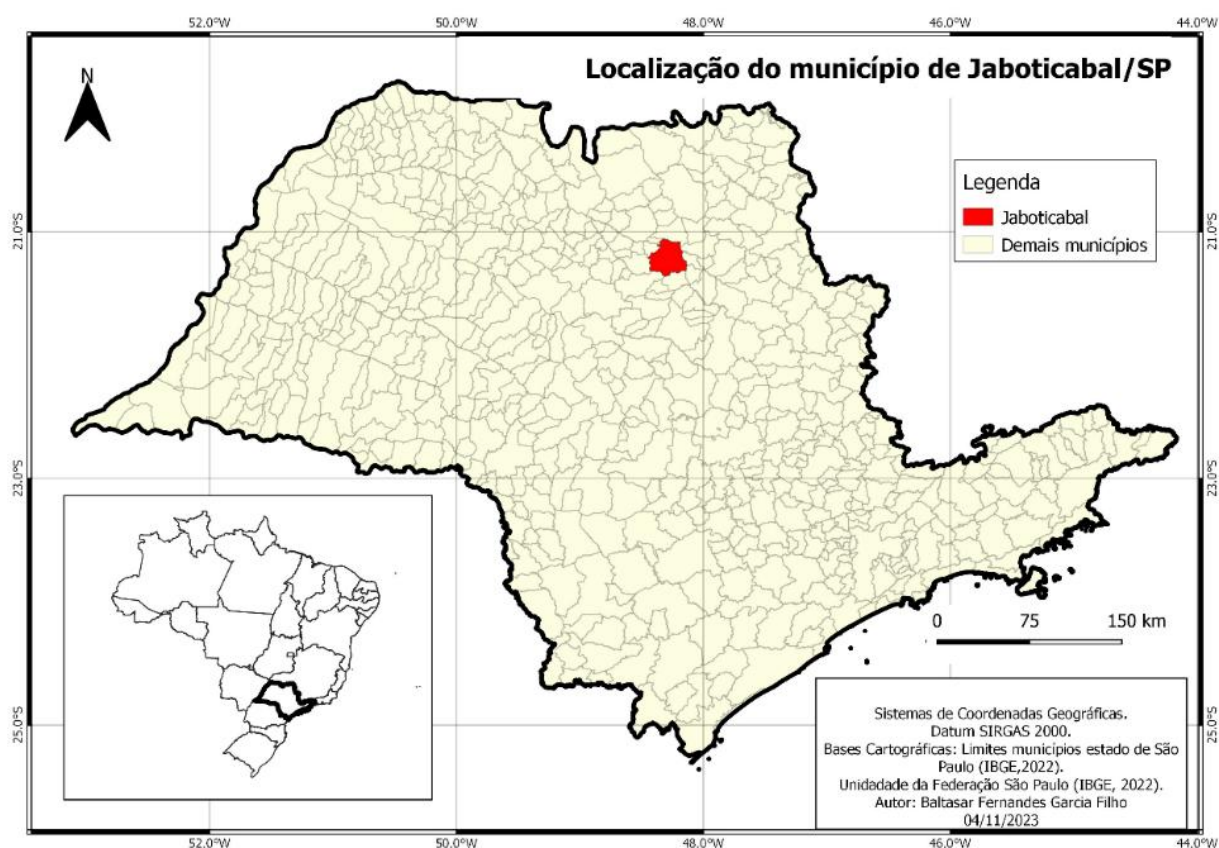 52.0°W 50.0°W 48.0°W 46.0°W 44.0°W
Localização do município de Jaboticabal/SP
N
Legenda
Jaboticabal
Demais municípios
21.0°S 21.0°S
23.0°S 23.0°S
0 75 150 km
25.0°S 25.0°S
Sistemas de Coordenadas Geográficas.
Datum SIRGAS 2000.
Bases Cartográficas: Limites municípios estado de São
Paulo (IBGE,2022).
Unidadade da Federação São Paulo (IBGE, 2022).
Autor: Baltasar Fernandes Garcia Filho
04/11/2023
52.0°W 50.0°W 48.0°W 46.0°W 44.0°W